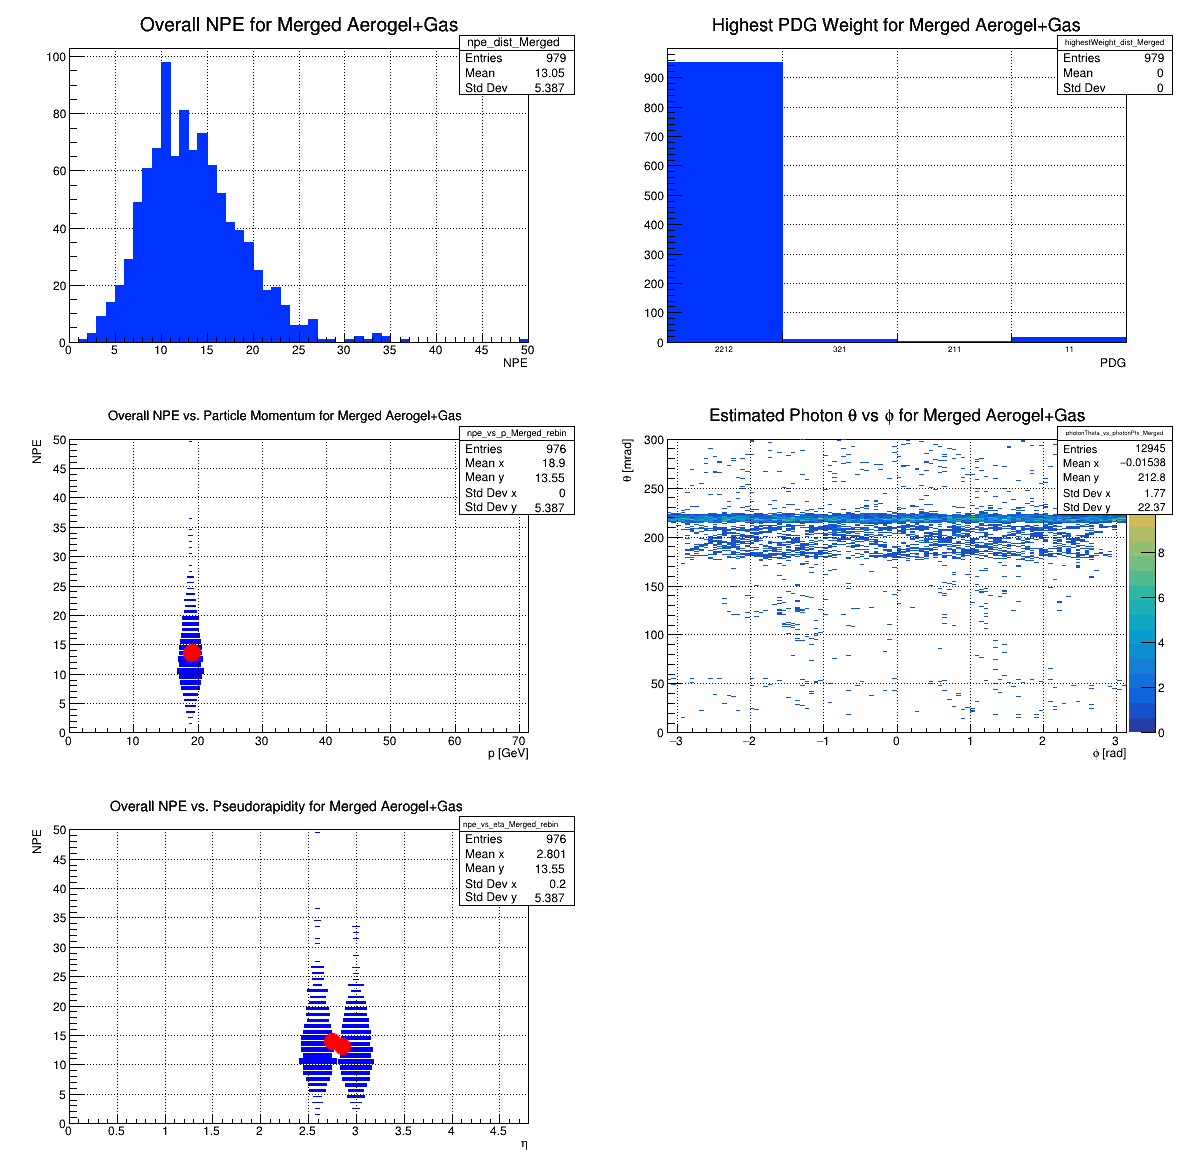 Overall NPE for Merged Aerogel+Gas
npe_dist_Merged
Entries 979
Mean 13.05
Std Dev 5.387
100
80
60
40
20
0
0 5 10 15 20 25 30 35 40 45 50
NPE
Highest PDG Weight for Merged Aerogel+Gas
highestWeight_dist_Merged
Entries 979
Mean 0
Std Dev 0
900
800
700
600
500
400
300
200
100
0
2212 321 211 11
PDG
Overall NPE vs. Particle Momentum for Merged Aerogel+Gas
npe_vs_p_Merged_rebin
Entries 976
Mean x 18.9
Mean y 13.55
Std Dev x 0
Std Dev y 5.387
NPE
50
45
40
35
30
25
20
15
10
5
0
0 10 20 30 40 50 60 70
p [GeV]
Estimated Photon θ vs ϕ for Merged Aerogel+Gas
photonTheta_vs_photonPhi_Merged
Entries 12945
Mean x −0.01538
Mean y 212.8
Std Dev x 1.77
Std Dev y 22.37
θ [mrad]
300
250
200
150
100
50
0
−3 −2 −1 0 1 2 3
ϕ [rad]
8
6
4
2
0
Overall NPE vs. Pseudorapidity for Merged Aerogel+Gas
npe_vs_eta_Merged_rebin
Entries 976
Mean x 2.801
Mean y 13.55
Std Dev x 0.2
Std Dev y 5.387
NPE
50
45
40
35
30
25
20
15
10
5
0
0 0.5 1 1.5 2 2.5 3 3.5 4 4.5
η